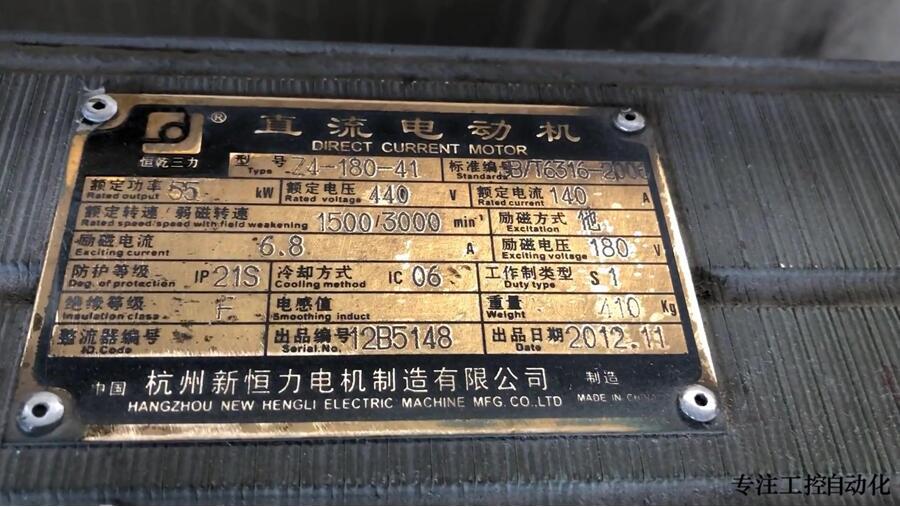 恒乾三力
®
直流电动机
DIRECT CURRENT MOTOR
型号 Z4-180-41 标准编号 JB/T6316-2006
Type Standards
额定功率 55 kW 额定电压 440 V 额定电流 140 A
Rated output Rated voltage Rated current
额定转速/弱磁转速 1500/3000 min⁻¹ 励磁方式 他
Rated speed/speed with field weakening Excitation
励磁电流 6.8 A 励磁电压 180 V
Exciting current Exciting voltage
防护等级 IP 21S 冷却方式 IC 06 工作制类型 S 1
Deg. of protection Cooling method Duty type
绝缘等级 F 电感值 重量 410 Kg
Insulation class Smoothing induct Weight
整流器编号 出品编号 12B5148 出品日期 2012.11
ID.Code Serial.No. Date
中国 杭州新恒力电机制造有限公司 制造
HANGZHOU NEW HENGLI ELECTRIC MACHINE MFG. CO.,LTD MADE IN CHINA
专注工控自动化